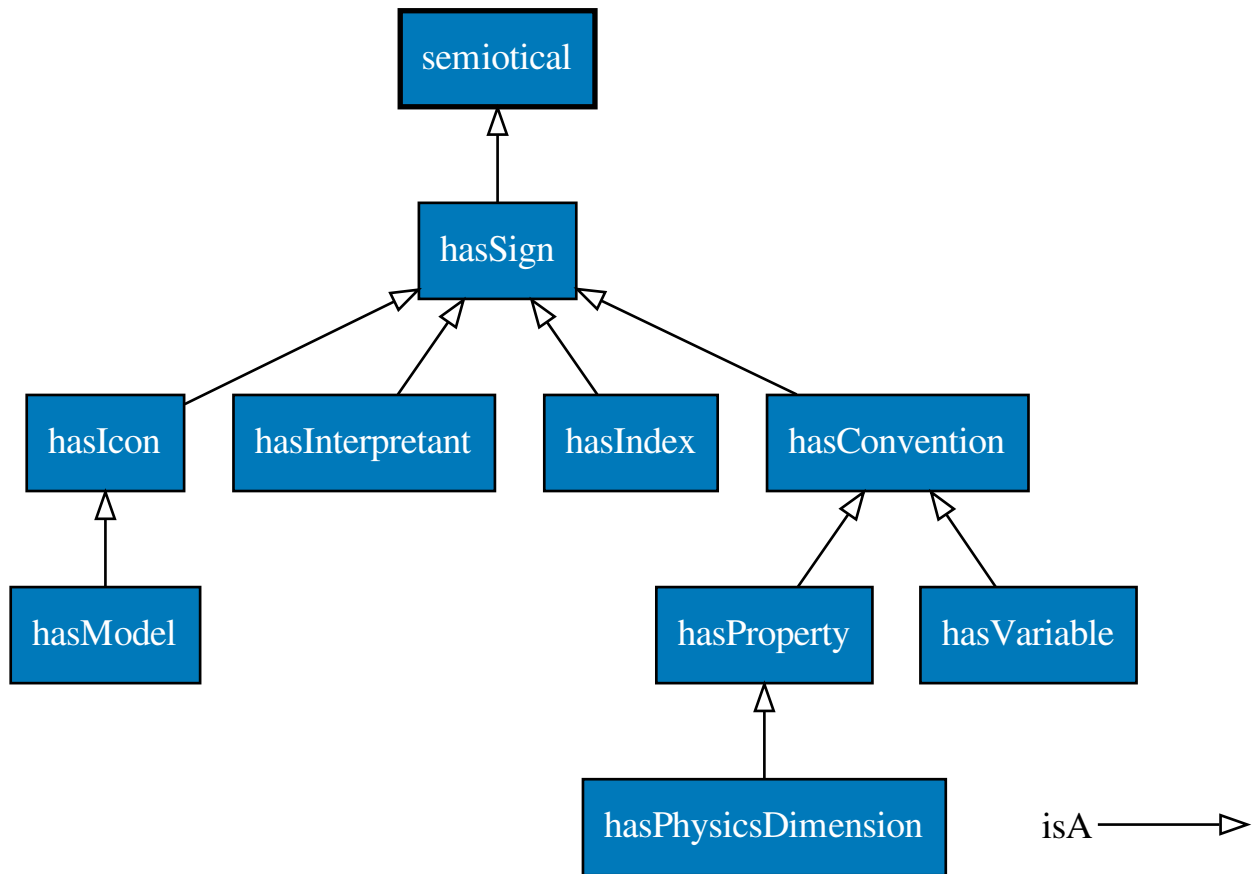 semiotical
hasSign
hasIcon
hasInterpretant
hasIndex
hasConvention
hasModel
hasProperty
hasVariable
hasPhysicsDimension
isA